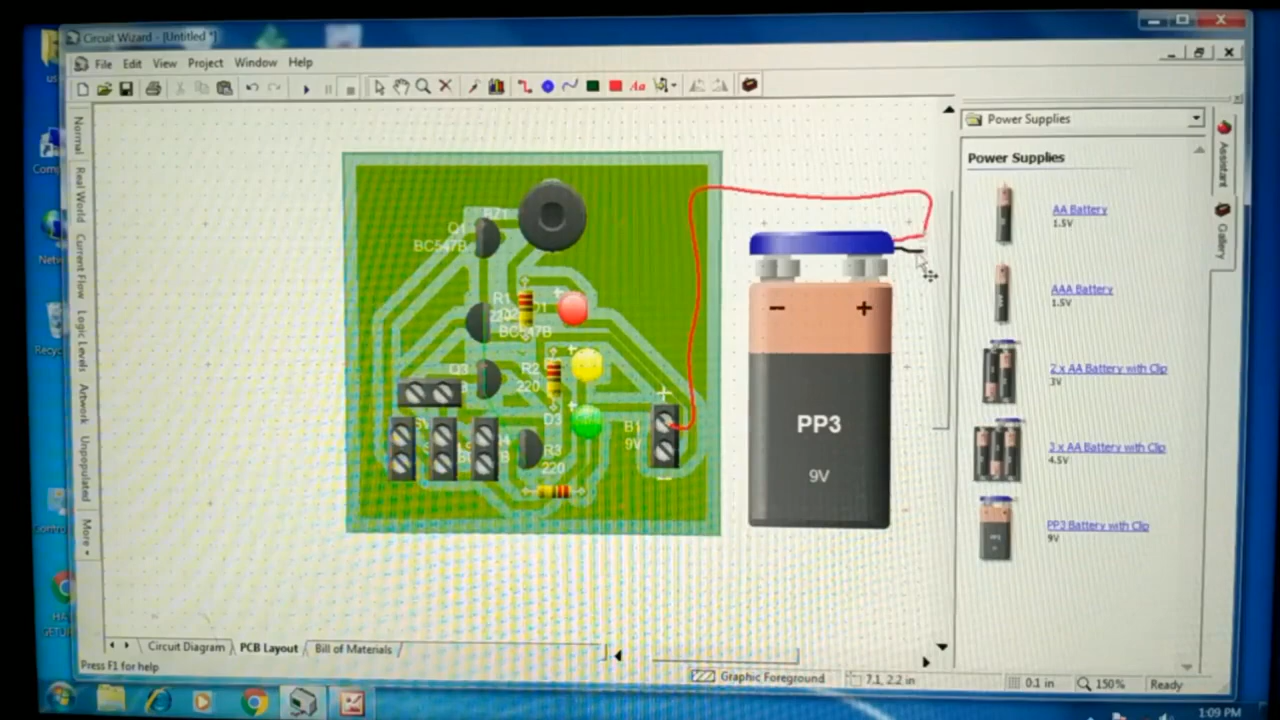 Circuit Wizard - [Untitled *]
File Edit View Project Window Help
Aa
Power Supplies
Power Supplies
AA Battery
1.5V
AAA Battery
1.5V
2 x AA Battery with Clip
3V
3 x AA Battery with Clip
4.5V
PP3 Battery with Clip
9V
Assistant
Gallery
Normal
Real World
Current Flow
Logic Levels
Artwork
Unpopulated
More
Q1
BC547B
R1
BC547B
Q3
R2
220
D3
R3
220
B1
9V
+
−
− +
PP3
9V
Circuit Diagram PCB Layout Bill of Materials
Press F1 for help
Graphic Foreground
7.1, 2.2 in
0.1 in
150%
Ready
1:09 PM